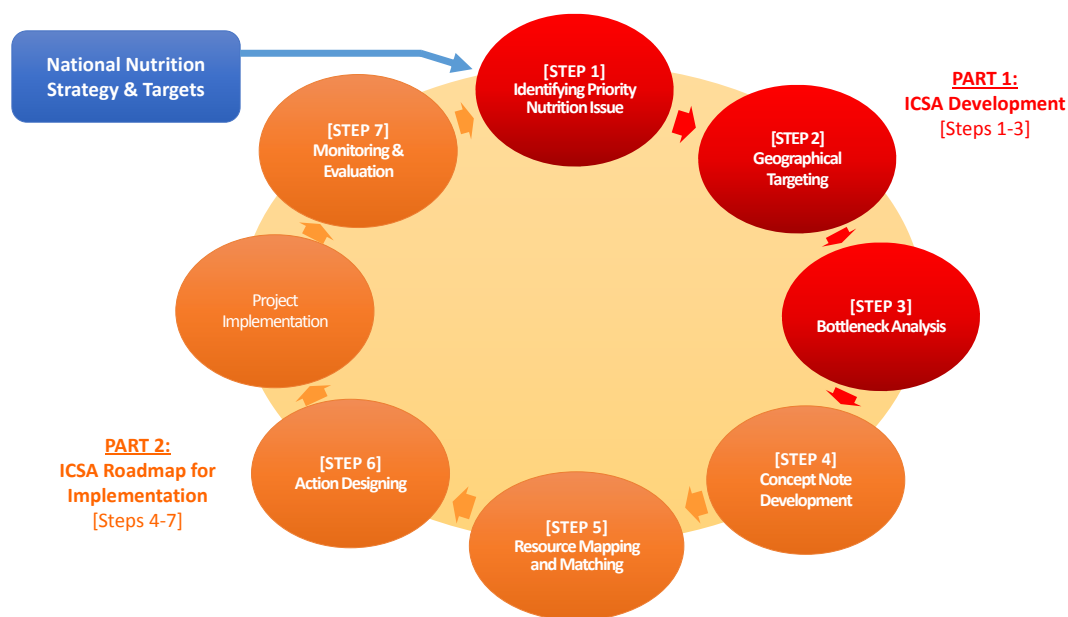 National Nutrition
Strategy & Targets
[STEP 1]
Identifying Priority
Nutrition Issue
PART 1:
ICSA Development
[Steps 1-3]
[STEP 2]
Geographical
Targeting
[STEP 3]
Bottleneck Analysis
[STEP 4]
Concept Note
Development
[STEP 5]
Resource Mapping
and Matching
[STEP 6]
Action Designing
PART 2:
ICSA Roadmap for
Implementation
[Steps 4-7]
Project
Implementation
[STEP 7]
Monitoring &
Evaluation